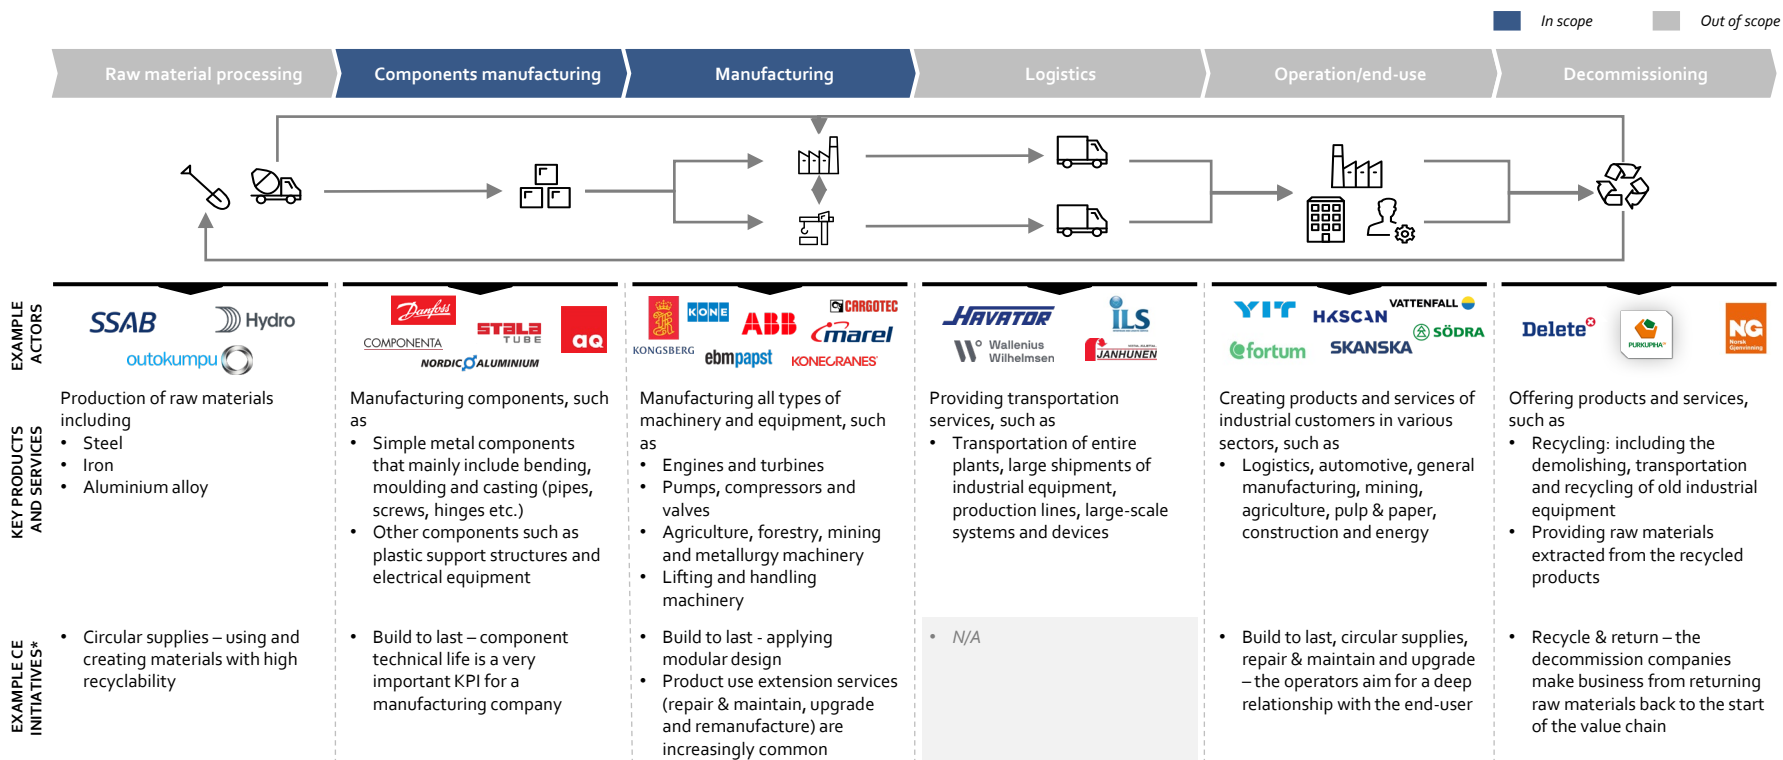 In scope
Out of scope
Raw material processing
Components manufacturing
Manufacturing
Logistics
Operation/end-use
Decommissioning
EXAMPLE
ACTORS
SSAB
Hydro
outokumpu
Danfoss
STALA
TUBE
aq
COMPONENTA
NORDIC ALUMINIUM
KONGSBERG
KONE
ABB
CARGOTEC
marel
ebmpapst
KONECRANES
HAVATOR
ILS
Wallenius
Wilhelmsen
JANHUNEN
YIT
HKSCAN
VATTENFALL
SÖDRA
fortum
SKANSKA
Delete
PURKUPIHA
NG
Norsk
Gjenvinning
KEY PRODUCTS
AND SERVICES
Production of raw materials
including
• Steel
• Iron
• Aluminium alloy
Manufacturing components, such
as
• Simple metal components
that mainly include bending,
moulding and casting (pipes,
screws, hinges etc.)
• Other components such as
plastic support structures and
electrical equipment
Manufacturing all types of
machinery and equipment, such
as
• Engines and turbines
• Pumps, compressors and
valves
• Agriculture, forestry, mining
and metallurgy machinery
• Lifting and handling
machinery
Providing transportation
services, such as
• Transportation of entire
plants, large shipments of
industrial equipment,
production lines, large-scale
systems and devices
Creating products and services of
industrial customers in various
sectors, such as
• Logistics, automotive, general
manufacturing, mining,
agriculture, pulp & paper,
construction and energy
Offering products and services,
such as
• Recycling: including the
demolishing, transportation
and recycling of old industrial
equipment
• Providing raw materials
extracted from the recycled
products
EXAMPLE CE
INITIATIVES*
• Circular supplies – using and
creating materials with high
recyclability
• Build to last – component
technical life is a very
important KPI for a
manufacturing company
• Build to last - applying
modular design
• Product use extension services
(repair & maintain, upgrade
and remanufacture) are
increasingly common
• N/A
• Build to last, circular supplies,
repair & maintain and upgrade
– the operators aim for a deep
relationship with the end-user
• Recycle & return – the
decommission companies
make business from returning
raw materials back to the start
of the value chain